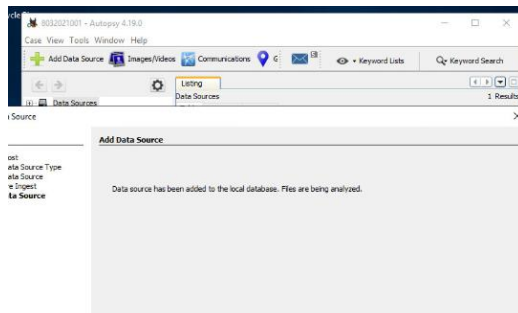 8032021001 - Autopsy 4.19.0
Case View Tools Window Help
Add Data Source Images/Videos Communications G Keyword Lists Keyword Search
Listing
Data Sources
Data Sources
1 Results
Source
Add Data Source
ost
ata Source Type
ata Source
re Ingest
ta Source
Data source has been added to the local database. Files are being analyzed.